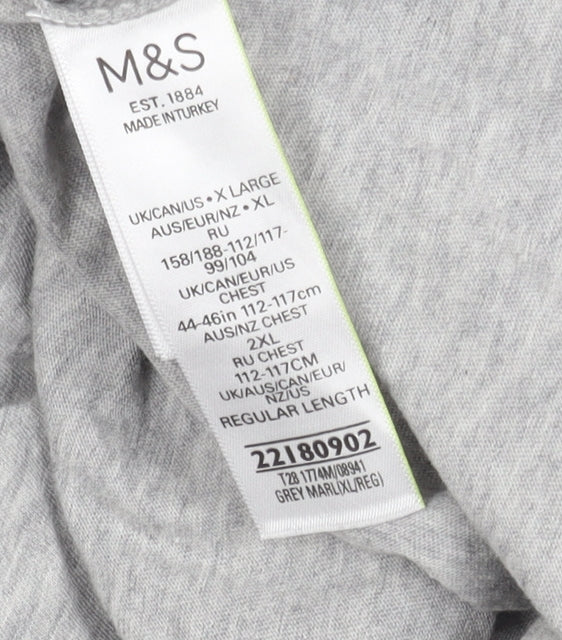 M&S
EST. 1884
MADE IN TURKEY
UK/CAN/US • X LARGE
AUS/EUR/NZ • XL
RU
158/188-112/117-
99/104
UK/CAN/EUR/US
CHEST
44-46in 112-117cm
AUS/NZ CHEST
2XL
RU CHEST
112-117CM
UK/AUS/CAN/EUR/
NZ/US
REGULAR LENGTH
22180902
T28 1774M/08941
GREY MARL(XL/REG)